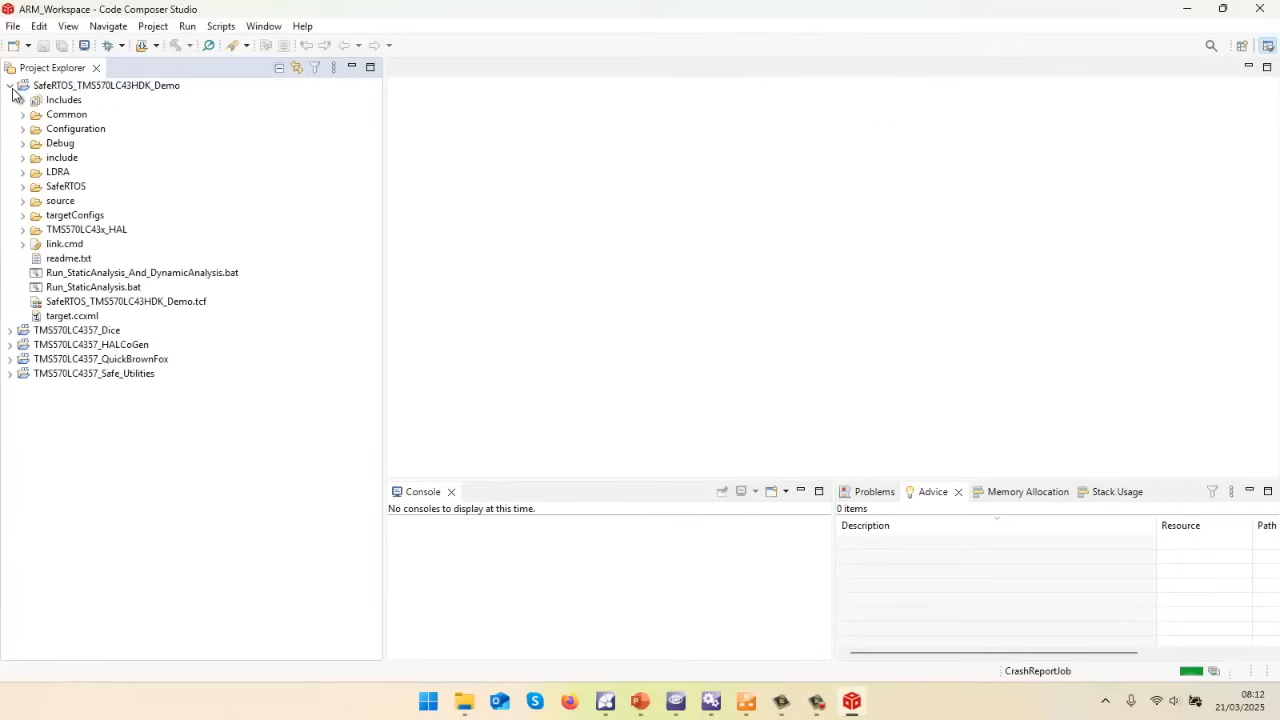 ARM_Workspace - Code Composer Studio
File Edit View Navigate Project Run Scripts Window Help
Project Explorer
SafeRTOS_TMS570LC43HDK_Demo
Includes
Common
Configuration
Debug
include
LDRA
SafeRTOS
source
targetConfigs
TMS570LC43x_HAL
link.cmd
readme.txt
Run_StaticAnalysis_And_DynamicAnalysis.bat
Run_StaticAnalysis.bat
SafeRTOS_TMS570LC43HDK_Demo.tcf
target.ccxml
TMS570LC4357_Dice
TMS570LC4357_HALCoGen
TMS570LC4357_QuickBrownFox
TMS570LC4357_Safe_Utilities
Console
No consoles to display at this time.
Problems Advice Memory Allocation Stack Usage
0 items
Description Resource Path
CrashReportJob
08:12
21/03/2025